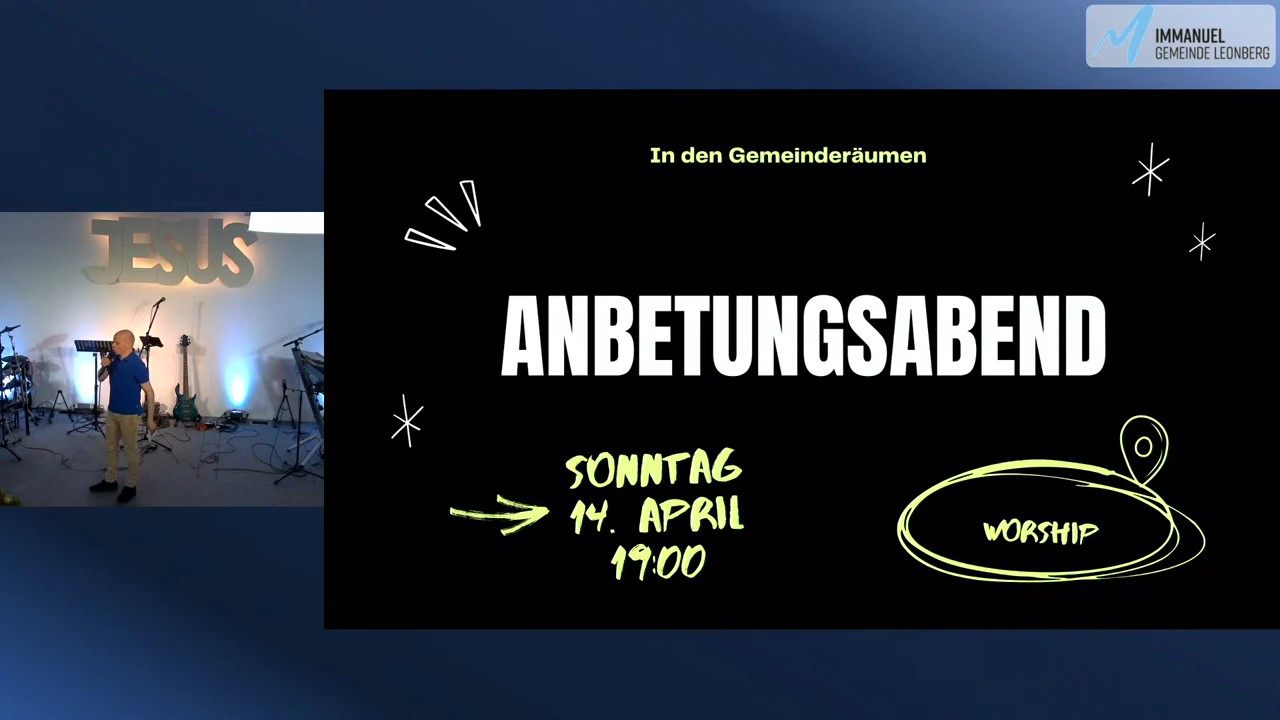 IMMANUEL
GEMEINDE LEONBERG
In den Gemeinderäumen
JESUS
ANBETUNGSABEND
SONNTAG
14. APRIL
19:00
WORSHIP